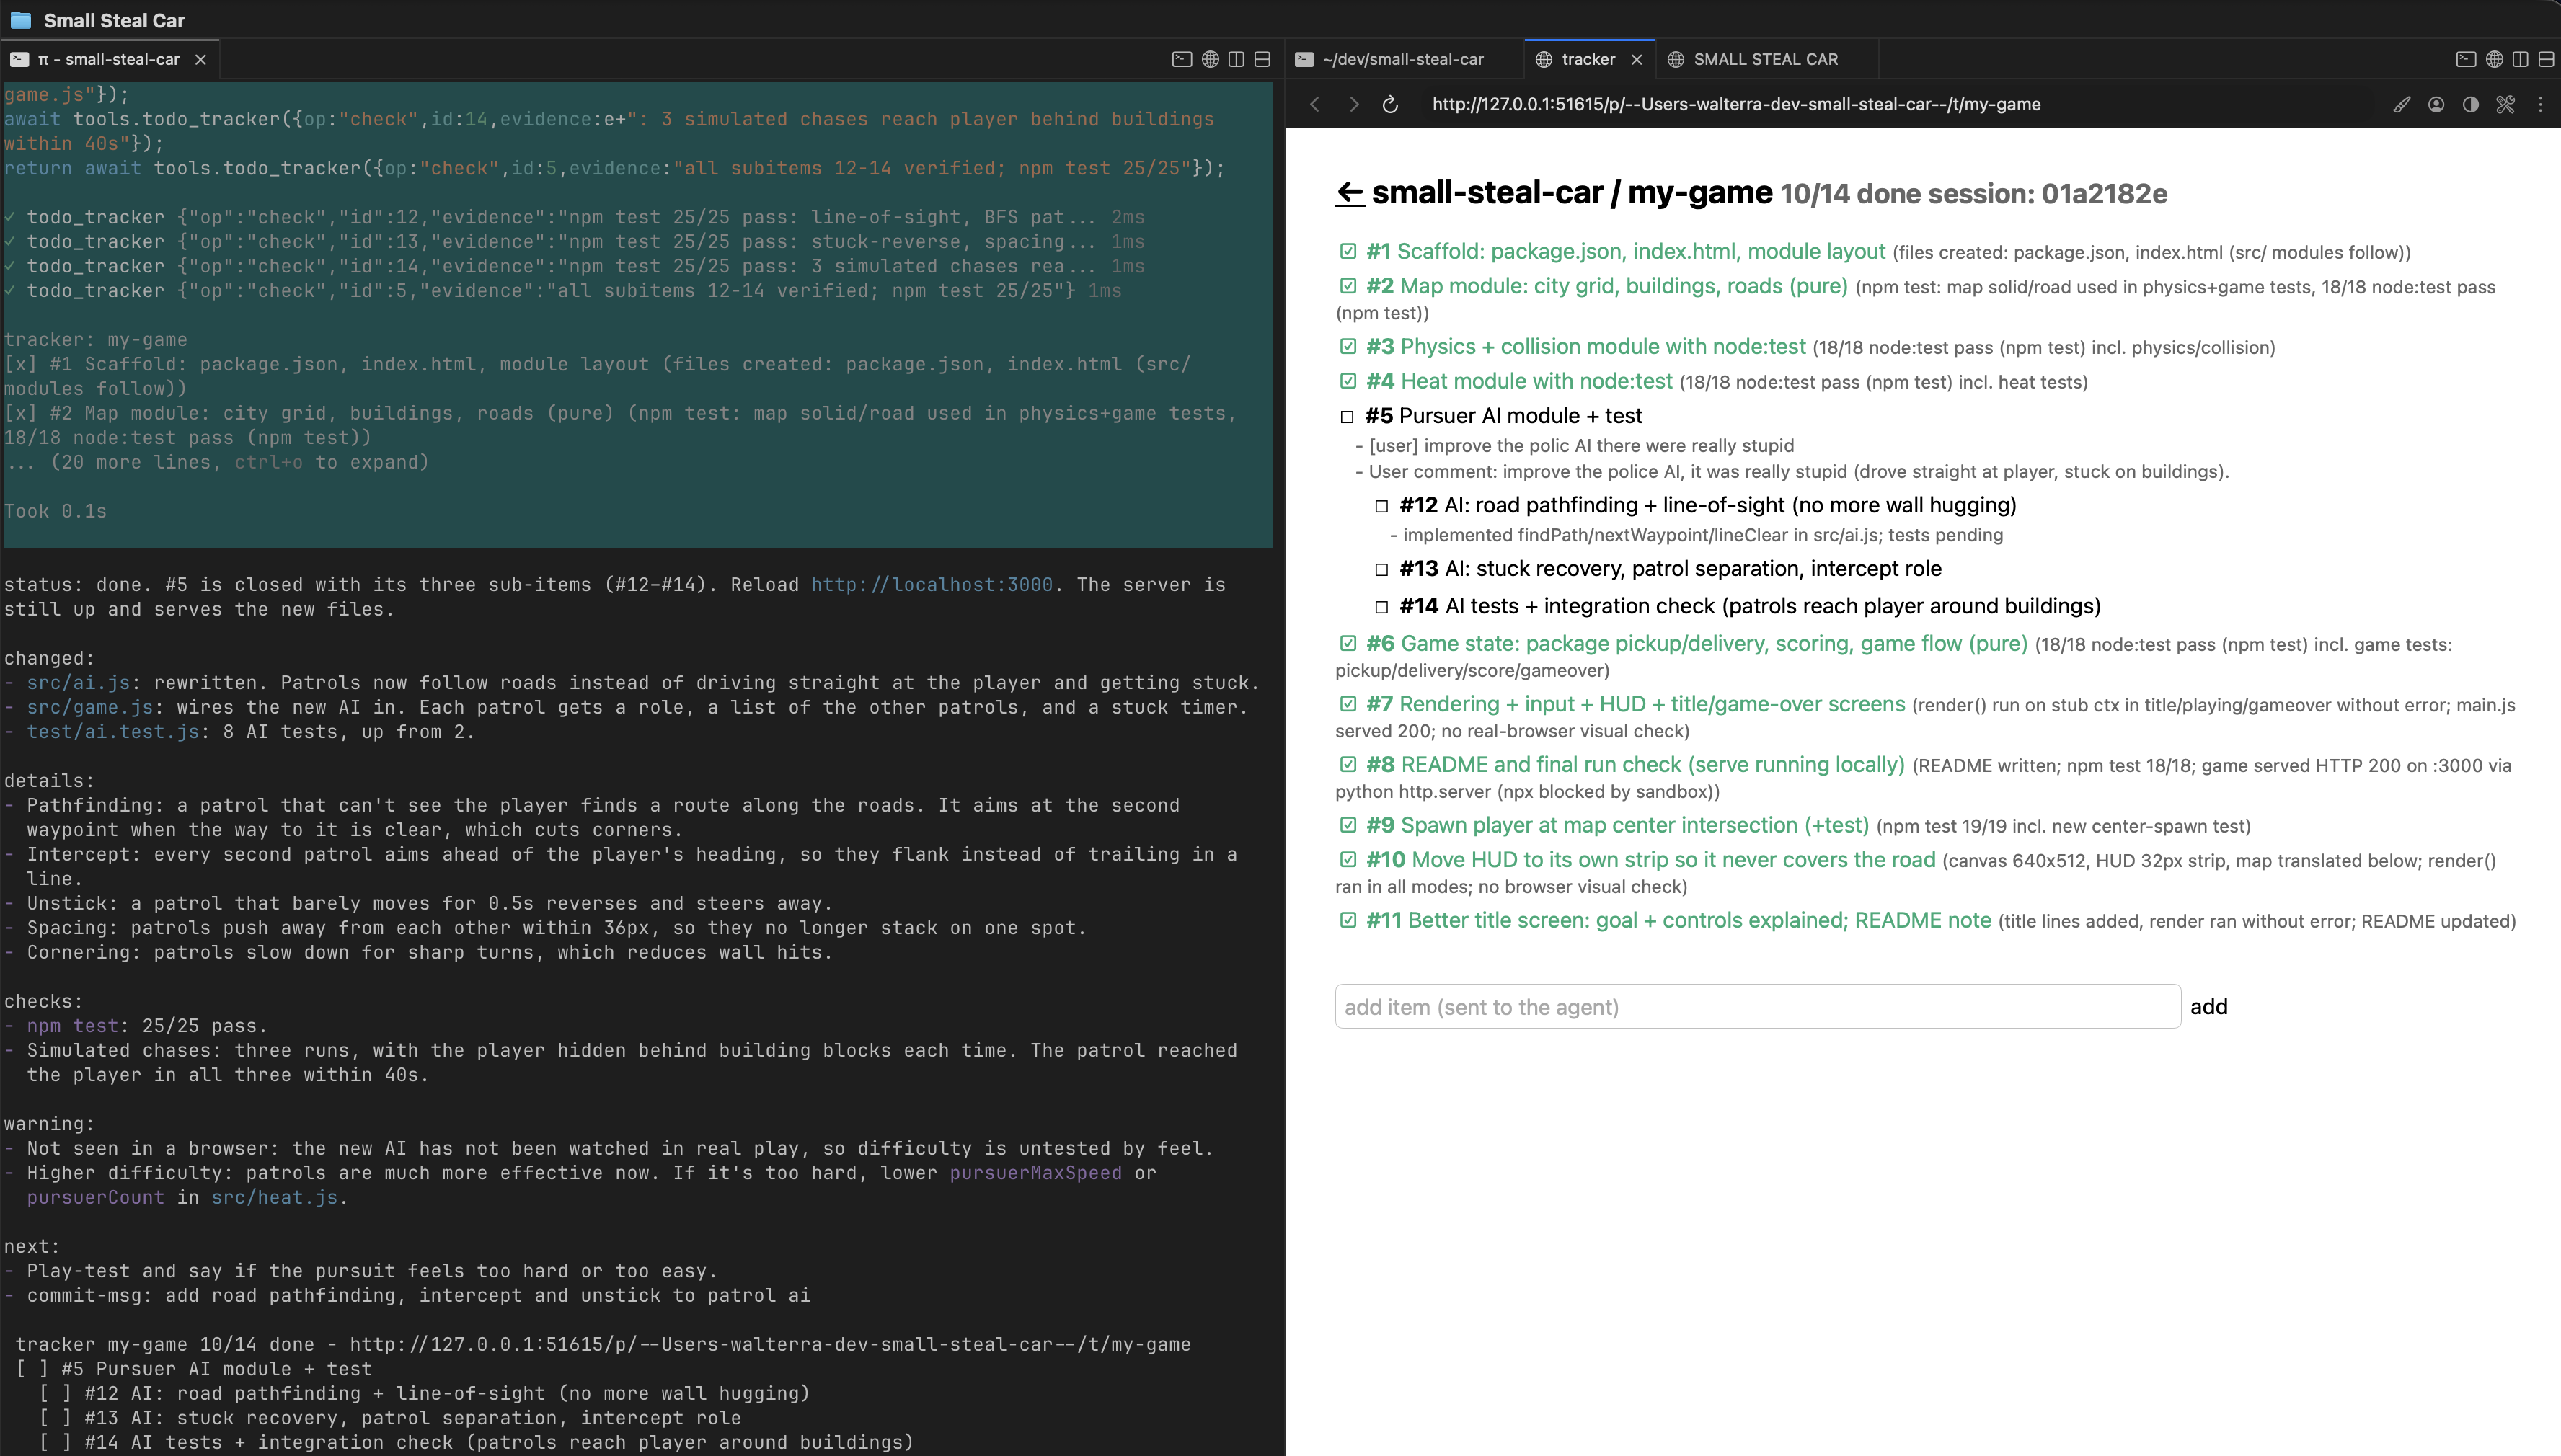 Small Steal Car
π - small-steal-car
game.js"});
await tools.todo_tracker({op:"check",id:14,evidence:e+": 3 simulated chases reach player behind buildings
within 40s"});
return await tools.todo_tracker({op:"check",id:5,evidence:"all subitems 12-14 verified; npm test 25/25"});
✓ todo_tracker {"op":"check","id":12,"evidence":"npm test 25/25 pass: line-of-sight, BFS pat... 2ms
✓ todo_tracker {"op":"check","id":13,"evidence":"npm test 25/25 pass: stuck-reverse, spacing... 1ms
✓ todo_tracker {"op":"check","id":14,"evidence":"npm test 25/25 pass: 3 simulated chases rea... 1ms
✓ todo_tracker {"op":"check","id":5,"evidence":"all subitems 12-14 verified; npm test 25/25"} 1ms
tracker: my-game
[x] #1 Scaffold: package.json, index.html, module layout (files created: package.json, index.html (src/
modules follow))
[x] #2 Map module: city grid, buildings, roads (pure) (npm test: map solid/road used in physics+game tests,
18/18 node:test pass (npm test))
... (20 more lines, ctrl+o to expand)
Took 0.1s
status: done. #5 is closed with its three sub-items (#12-#14). Reload http://localhost:3000. The server is
still up and serves the new files.
changed:
- src/ai.js: rewritten. Patrols now follow roads instead of driving straight at the player and getting stuck.
- src/game.js: wires the new AI in. Each patrol gets a role, a list of the other patrols, and a stuck timer.
- test/ai.test.js: 8 AI tests, up from 2.
details:
- Pathfinding: a patrol that can't see the player finds a route along the roads. It aims at the second
waypoint when the way to it is clear, which cuts corners.
- Intercept: every second patrol aims ahead of the player's heading, so they flank instead of trailing in a
line.
- Unstick: a patrol that barely moves for 0.5s reverses and steers away.
- Spacing: patrols push away from each other within 36px, so they no longer stack on one spot.
- Cornering: patrols slow down for sharp turns, which reduces wall hits.
checks:
- npm test: 25/25 pass.
- Simulated chases: three runs, with the player hidden behind building blocks each time. The patrol reached
the player in all three within 40s.
warning:
- Not seen in a browser: the new AI has not been watched in real play, so difficulty is untested by feel.
- Higher difficulty: patrols are much more effective now. If it's too hard, lower pursuerMaxSpeed or
pursuerCount in src/heat.js.
next:
- Play-test and say if the pursuit feels too hard or too easy.
- commit-msg: add road pathfinding, intercept and unstick to patrol ai
tracker my-game 10/14 done - http://127.0.0.1:51615/p/--Users-walterra-dev-small-steal-car--/t/my-game
[ ] #5 Pursuer AI module + test
[ ] #12 AI: road pathfinding + line-of-sight (no more wall hugging)
[ ] #13 AI: stuck recovery, patrol separation, intercept role
[ ] #14 AI tests + integration check (patrols reach player around buildings)
~/dev/small-steal-car
tracker
SMALL STEAL CAR
http://127.0.0.1:51615/p/--Users-walterra-dev-small-steal-car--/t/my-game
← small-steal-car / my-game 10/14 done session: 01a2182e
#1 Scaffold: package.json, index.html, module layout (files created: package.json, index.html (src/ modules follow))
#2 Map module: city grid, buildings, roads (pure) (npm test: map solid/road used in physics+game tests, 18/18 node:test pass
(npm test))
#3 Physics + collision module with node:test (18/18 node:test pass (npm test) incl. physics/collision)
#4 Heat module with node:test (18/18 node:test pass (npm test) incl. heat tests)
#5 Pursuer AI module + test
- [user] improve the polic AI there were really stupid
- User comment: improve the police AI, it was really stupid (drove straight at player, stuck on buildings).
#12 AI: road pathfinding + line-of-sight (no more wall hugging)
- implemented findPath/nextWaypoint/lineClear in src/ai.js; tests pending
#13 AI: stuck recovery, patrol separation, intercept role
#14 AI tests + integration check (patrols reach player around buildings)
#6 Game state: package pickup/delivery, scoring, game flow (pure) (18/18 node:test pass (npm test) incl. game tests:
pickup/delivery/score/gameover)
#7 Rendering + input + HUD + title/game-over screens (render() run on stub ctx in title/playing/gameover without error; main.js
served 200; no real-browser visual check)
#8 README and final run check (serve running locally) (README written; npm test 18/18; game served HTTP 200 on :3000 via
python http.server (npx blocked by sandbox))
#9 Spawn player at map center intersection (+test) (npm test 19/19 incl. new center-spawn test)
#10 Move HUD to its own strip so it never covers the road (canvas 640x512, HUD 32px strip, map translated below; render()
ran in all modes; no browser visual check)
#11 Better title screen: goal + controls explained; README note (title lines added, render ran without error; README updated)
add item (sent to the agent)
add